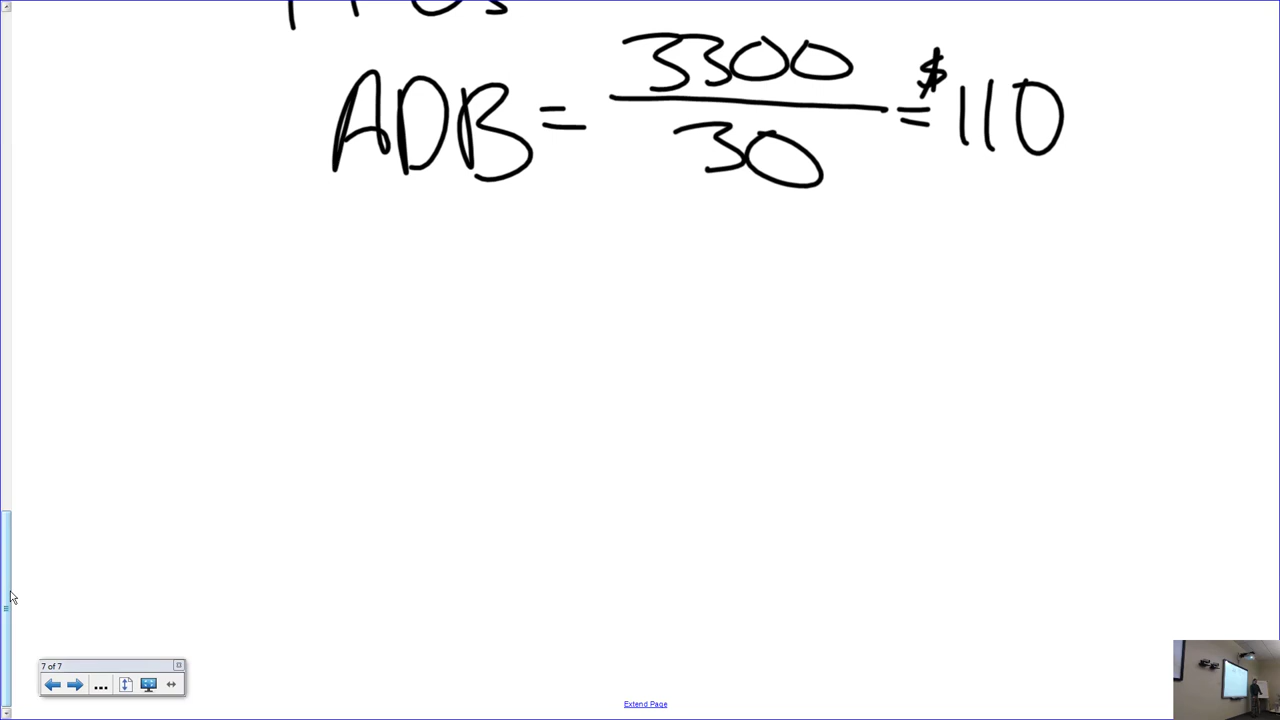 ADB = 3300/30 = $110
7 of 7
...
Extend Page